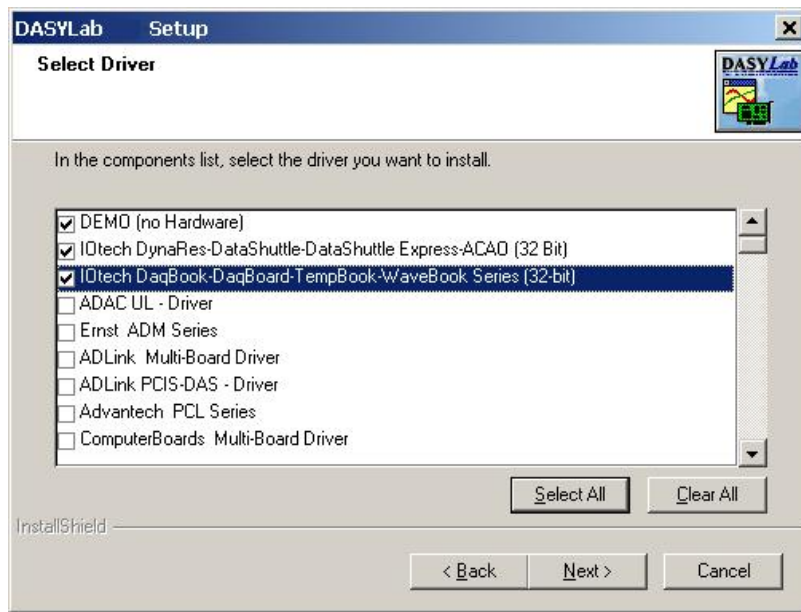 DASYLab Setup
Select Driver
DASYLab
In the components list, select the driver you want to install.
DEMO (no Hardware)
IOtech DynaRes-DataShuttle-DataShuttle Express-ACAO (32 Bit)
IOtech DaqBook-DaqBoard-TempBook-WaveBook Series (32-bit)
ADAC UL - Driver
Ernst ADM Series
ADLink Multi-Board Driver
ADLink PCIS-DAS - Driver
Advantech PCL Series
ComputerBoards Multi-Board Driver
Select All
Clear All
InstallShield
< Back
Next >
Cancel